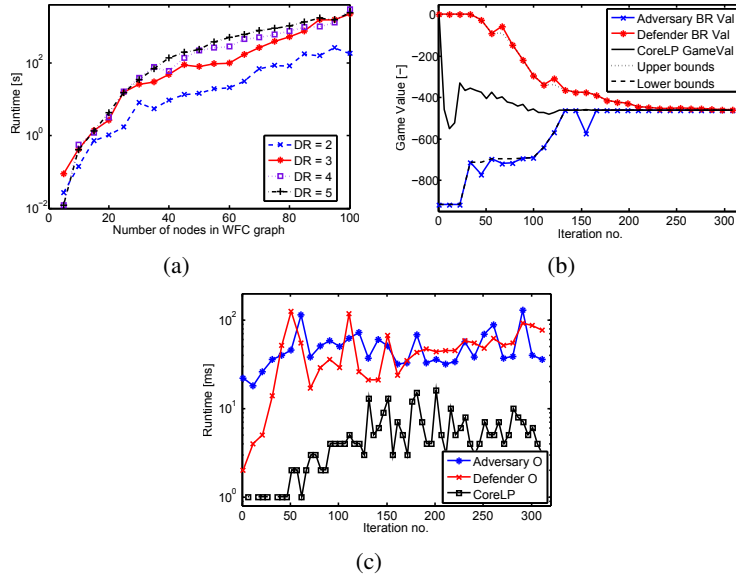 Runtime [s]
10^2
10^0
10^-2
0 20 40 60 80 100
Number of nodes in WFC graph
DR = 2
DR = 3
DR = 4
DR = 5
(a)
Game Value [−]
0
−200
−400
−600
−800
0 50 100 150 200 250 300
Iteration no.
Adversary BR Val
Defender BR Val
CoreLP GameVal
Upper bounds
Lower bounds
(b)
Runtime [ms]
10^2
10^1
10^0
0 50 100 150 200 250 300
Iteration no.
Adversary O
Defender O
CoreLP
(c)